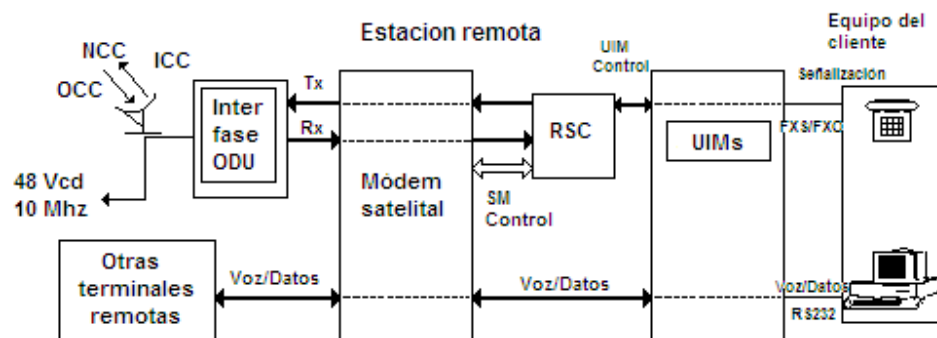 Estacion remota
Equipo del
cliente
NCC
ICC
OCC
UIM
Control
Señalización
Tx
Rx
Inter
fase
ODU
RSC
UIMs
FXS/FXO
48 Vcd
10 Mhz
Módem
satelital
SM
Control
Otras
terminales
remotas
Voz/Datos
Voz/Datos
Voz/Datos
RS232